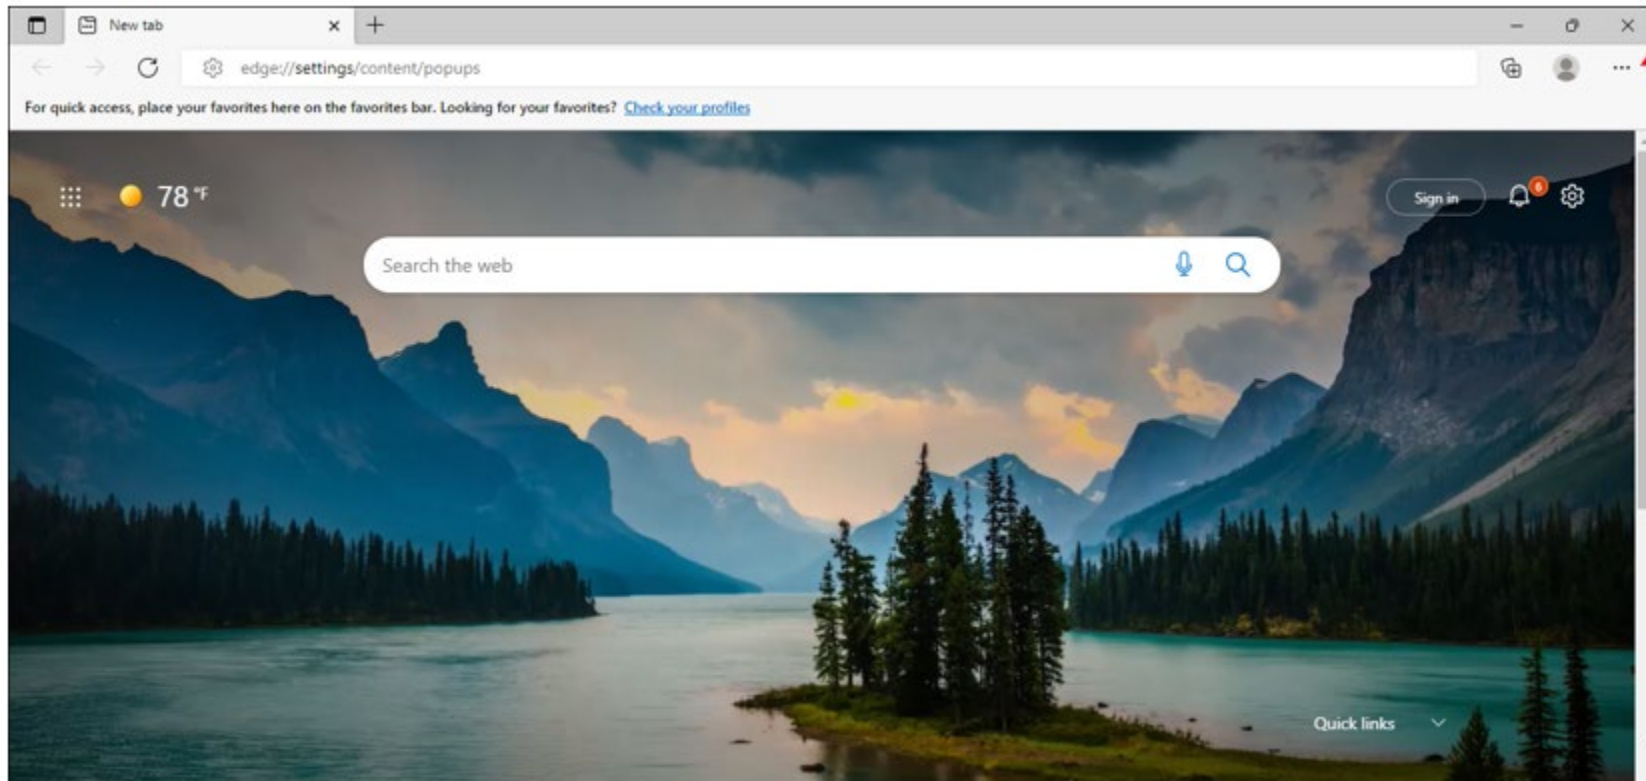 New tab
edge://settings/content/popups
For quick access, place your favorites here on the favorites bar. Looking for your favorites? Check your profiles
78 °F
Sign in
6
Search the web
Quick links